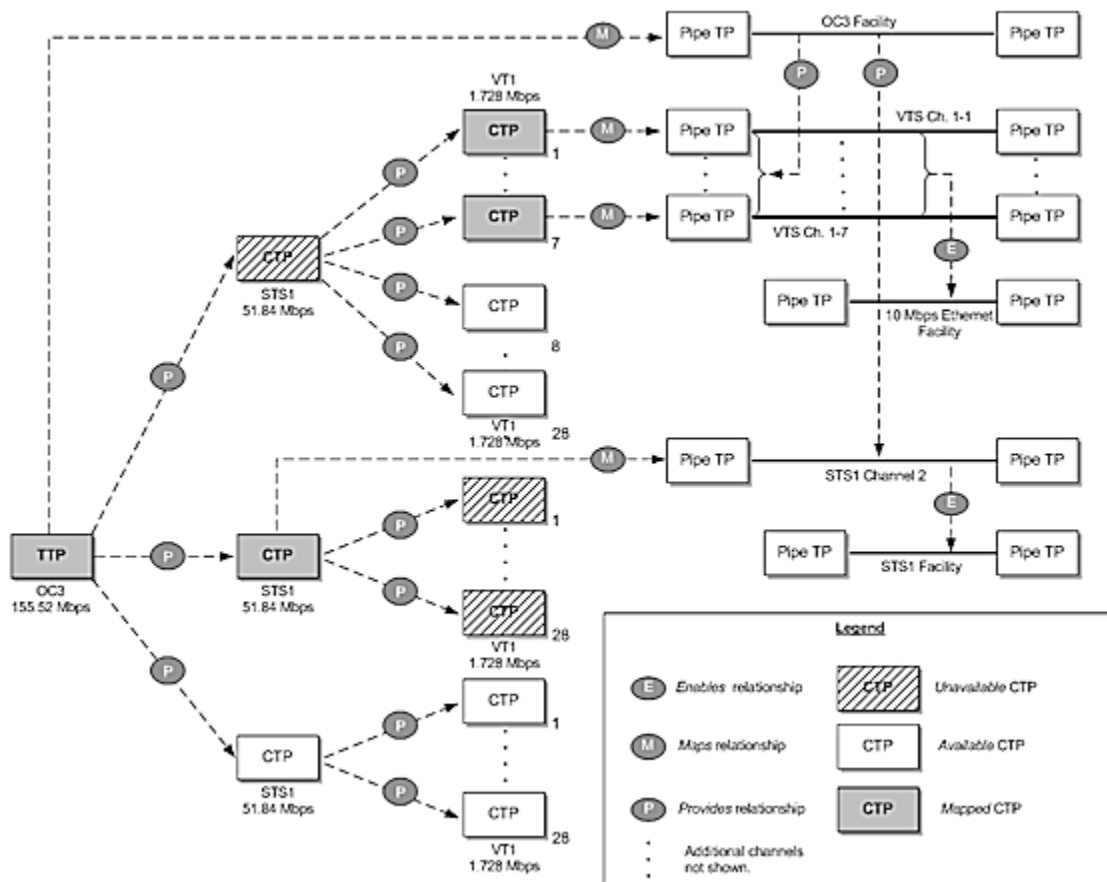 OC3 Facility
M
Pipe TP
Pipe TP
P
P
VT1
1.728 Mbps
VTS Ch. 1-1
CTP
M
Pipe TP
Pipe TP
1
P
P
CTP
M
Pipe TP
Pipe TP
7
VTS Ch. 1-7
CTP
E
STS1
51.84 Mbps
P
CTP
Pipe TP
Pipe TP
8
10 Mbps Ethernet
Facility
P
P
CTP
VT1
1.728 Mbps
28
M
Pipe TP
Pipe TP
STS1 Channel 2
CTP
1
P
E
TTP
P
CTP
Pipe TP
Pipe TP
OC3
155.52 Mbps
STS1
51.84 Mbps
STS1 Facility
P
CTP
28
VT1
1.728 Mbps
P
CTP
1
P
CTP
STS1
51.84 Mbps
P
CTP
28
VT1
1.728 Mbps
Legend
E Enables relationship
CTP Unavailable CTP
M Maps relationship
CTP Available CTP
P Provides relationship
CTP Mapped CTP
Additional channels
not shown.